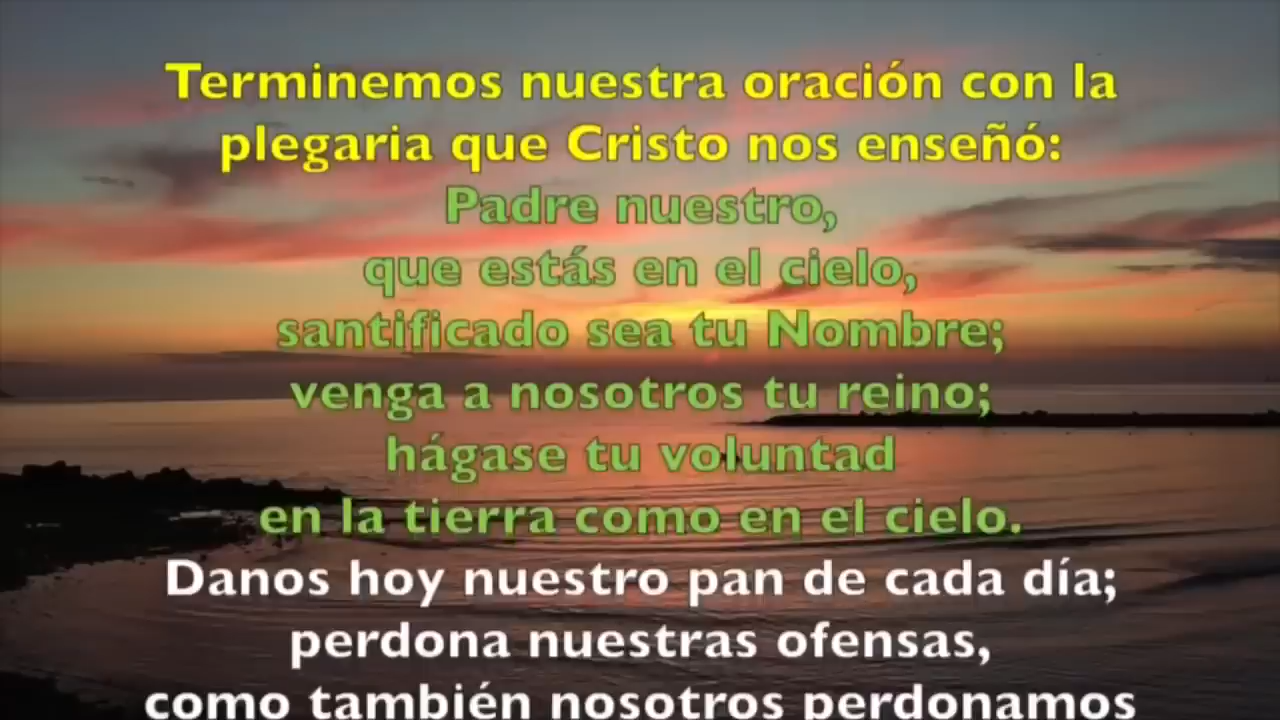 Terminemos nuestra oración con la
plegaria que Cristo nos enseñó:
Padre nuestro,
que estás en el cielo,
santificado sea tu Nombre;
venga a nosotros tu reino;
hágase tu voluntad
en la tierra como en el cielo.
Danos hoy nuestro pan de cada día;
perdona nuestras ofensas,
como también nosotros perdonamos